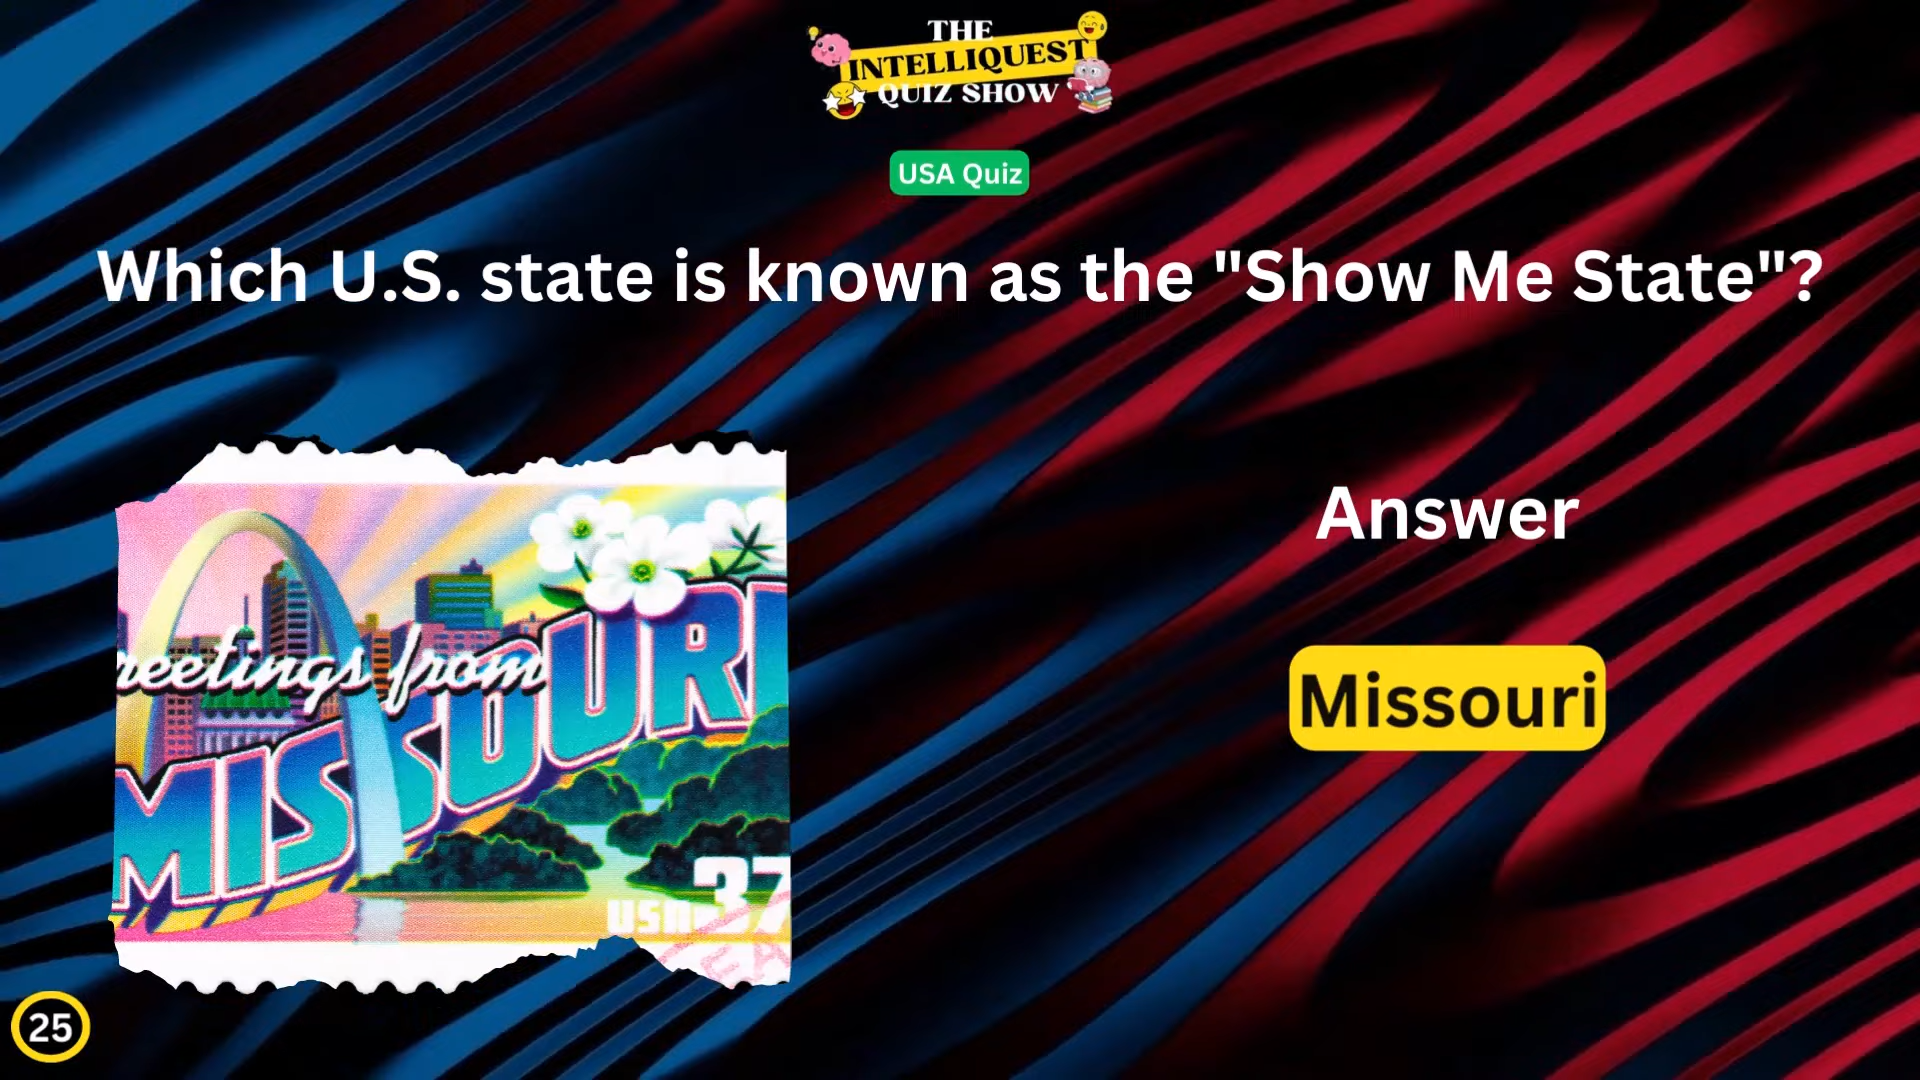 THE
INTELLIQUEST
QUIZ SHOW
USA Quiz
Which U.S. state is known as the "Show Me State"?
Answer
Missouri
reetings from
MISSOURI
USA 37
25